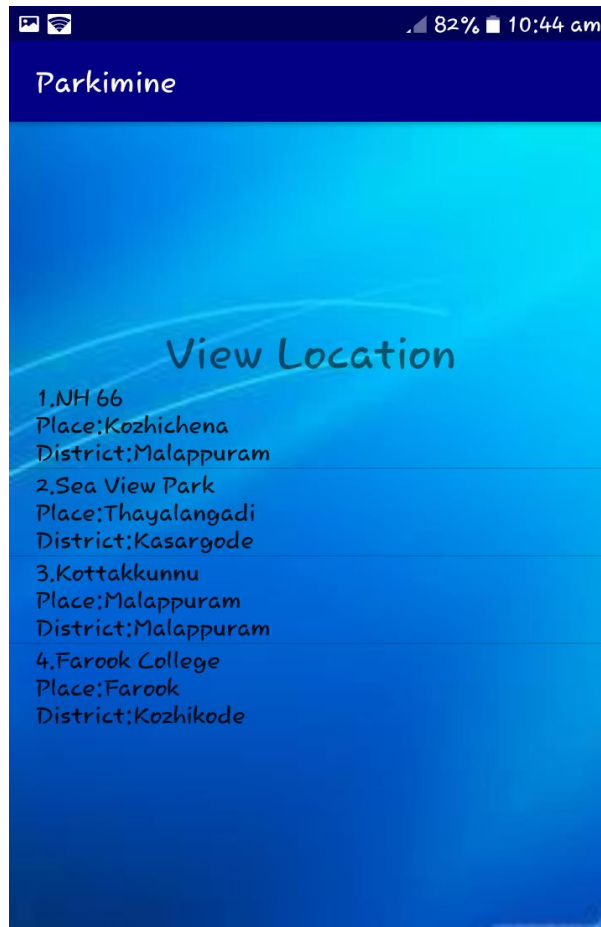 82% 10:44 am
Parkimine
View Location
1.NH 66
Place:Kozhichena
District:Malappuram
2.Sea View Park
Place:Thayalangadi
District:Kasargode
3.Kottakkunnu
Place:Malappuram
District:Malappuram
4.Farook College
Place:Farook
District:Kozhikode